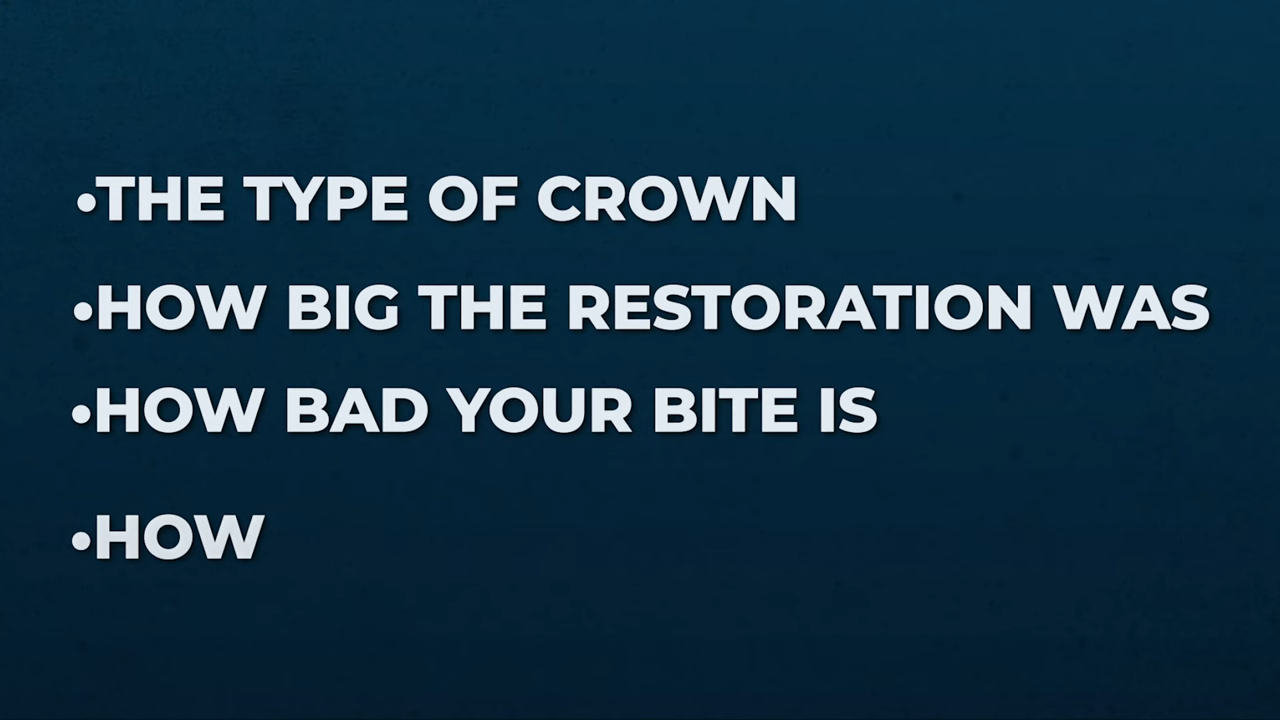 •THE TYPE OF CROWN
•HOW BIG THE RESTORATION WAS
•HOW BAD YOUR BITE IS
•HOW